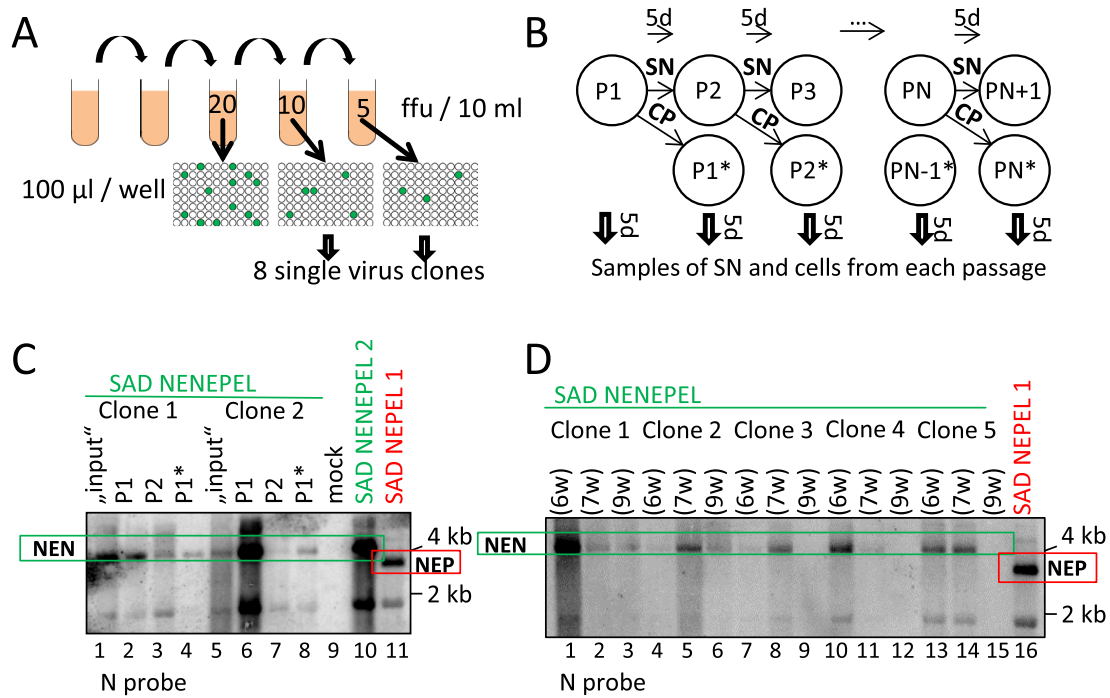 A
20
10
5
ffu / 10 ml
100 µl / well
8 single virus clones
B
5d
5d
...
5d
P1
SN
P2
SN
P3
PN
SN
PN+1
CP
CP
CP
P1*
P2*
PN-1*
PN*
5d
5d
5d
5d
5d
Samples of SN and cells from each passage
C
SAD NENEPEL
Clone 1
Clone 2
„input“
P1
P2
P1*
„input“
P1
P2
P1*
mock
SAD NENEPEL 2
SAD NEPEL 1
NEN
4 kb
NEP
2 kb
1 2 3 4 5 6 7 8 9 10 11
N probe
D
SAD NENEPEL
Clone 1 Clone 2 Clone 3 Clone 4 Clone 5
(6w)
(7w)
(9w)
(6w)
(7w)
(9w)
(6w)
(7w)
(9w)
(6w)
(7w)
(9w)
(6w)
(7w)
(9w)
SAD NEPEL 1
NEN
4 kb
NEP
2 kb
1 2 3 4 5 6 7 8 9 10 11 12 13 14 15 16
N probe